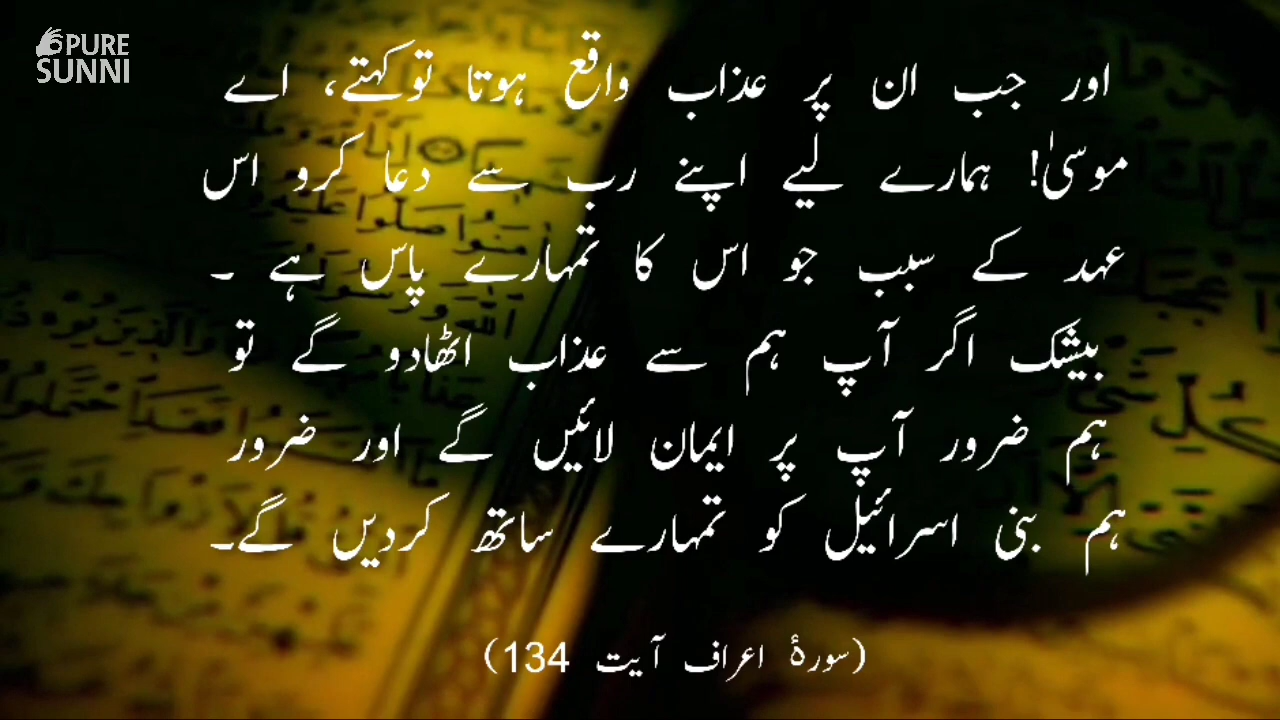 PURE
SUNNI
اور جب ان پر عذاب واقع ہوتا توکہتے، اے
موسیٰ! ہمارے لیے اپنے رب سے دعا کرو اس
عہد کے سبب جو اس کا تمہارے پاس ہے ۔
بیشک اگر آپ ہم سے عذاب اٹھادو گے تو
ہم ضرور آپ پر ایمان لائیں گے اور ضرور
ہم بنی اسرائیل کو تمہارے ساتھ کردیں گے۔
(سورۂ اعراف آیت 134)